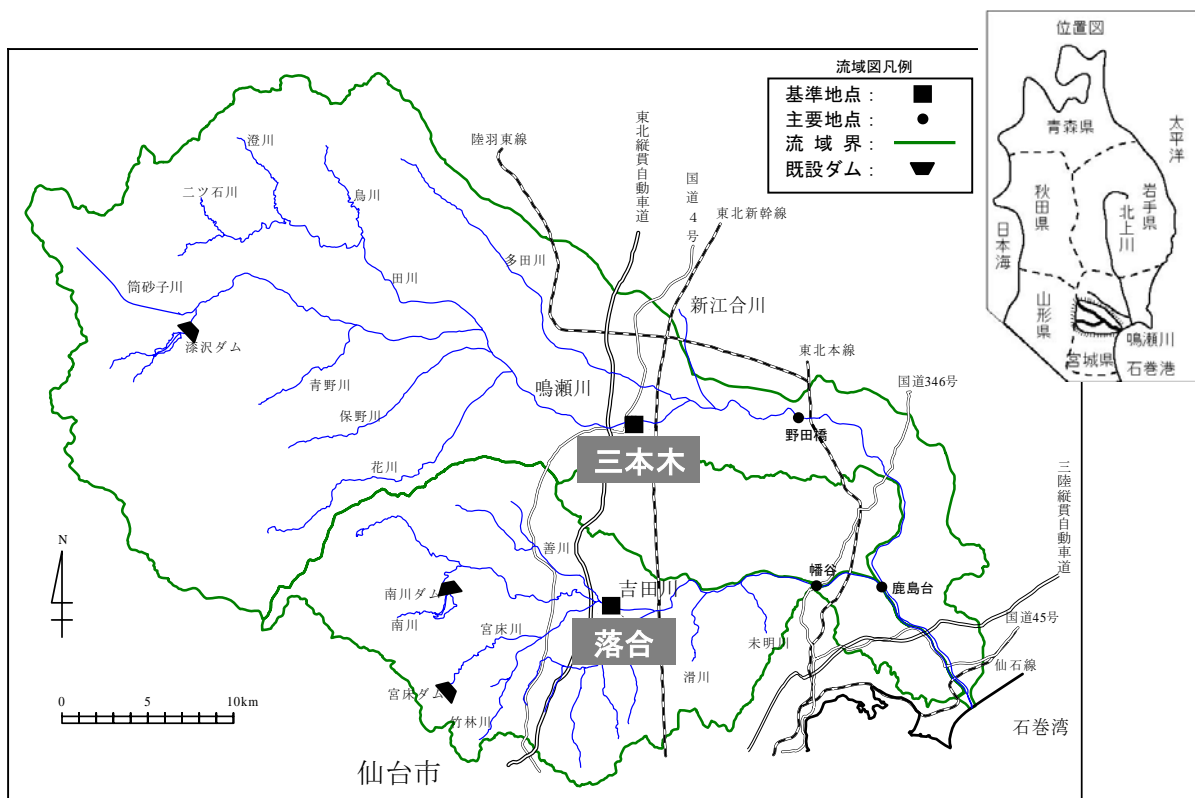 位置図
青森県
太平洋
秋田県
岩手県
北上川
日本海
山形県
宮城県
鳴瀬川
石巻港
流域図凡例
基準地点：
主要地点：
流域界：
既設ダム：
澄川
二ツ石川
鳥川
陸羽東線
東北縦貫自動車道
国道4号
東北新幹線
多田川
田川
筒砂子川
漆沢ダム
新江合川
東北本線
国道346号
青野川
保野川
鳴瀬川
野田橋
三本木
花川
三陸縦貫自動車道
N
善川
吉田川
幡谷
鹿島台
南川ダム
南川
宮床川
落合
未明川
国道45号
滑川
仙石線
宮床ダム
竹林川
0 5 10km
石巻湾
仙台市